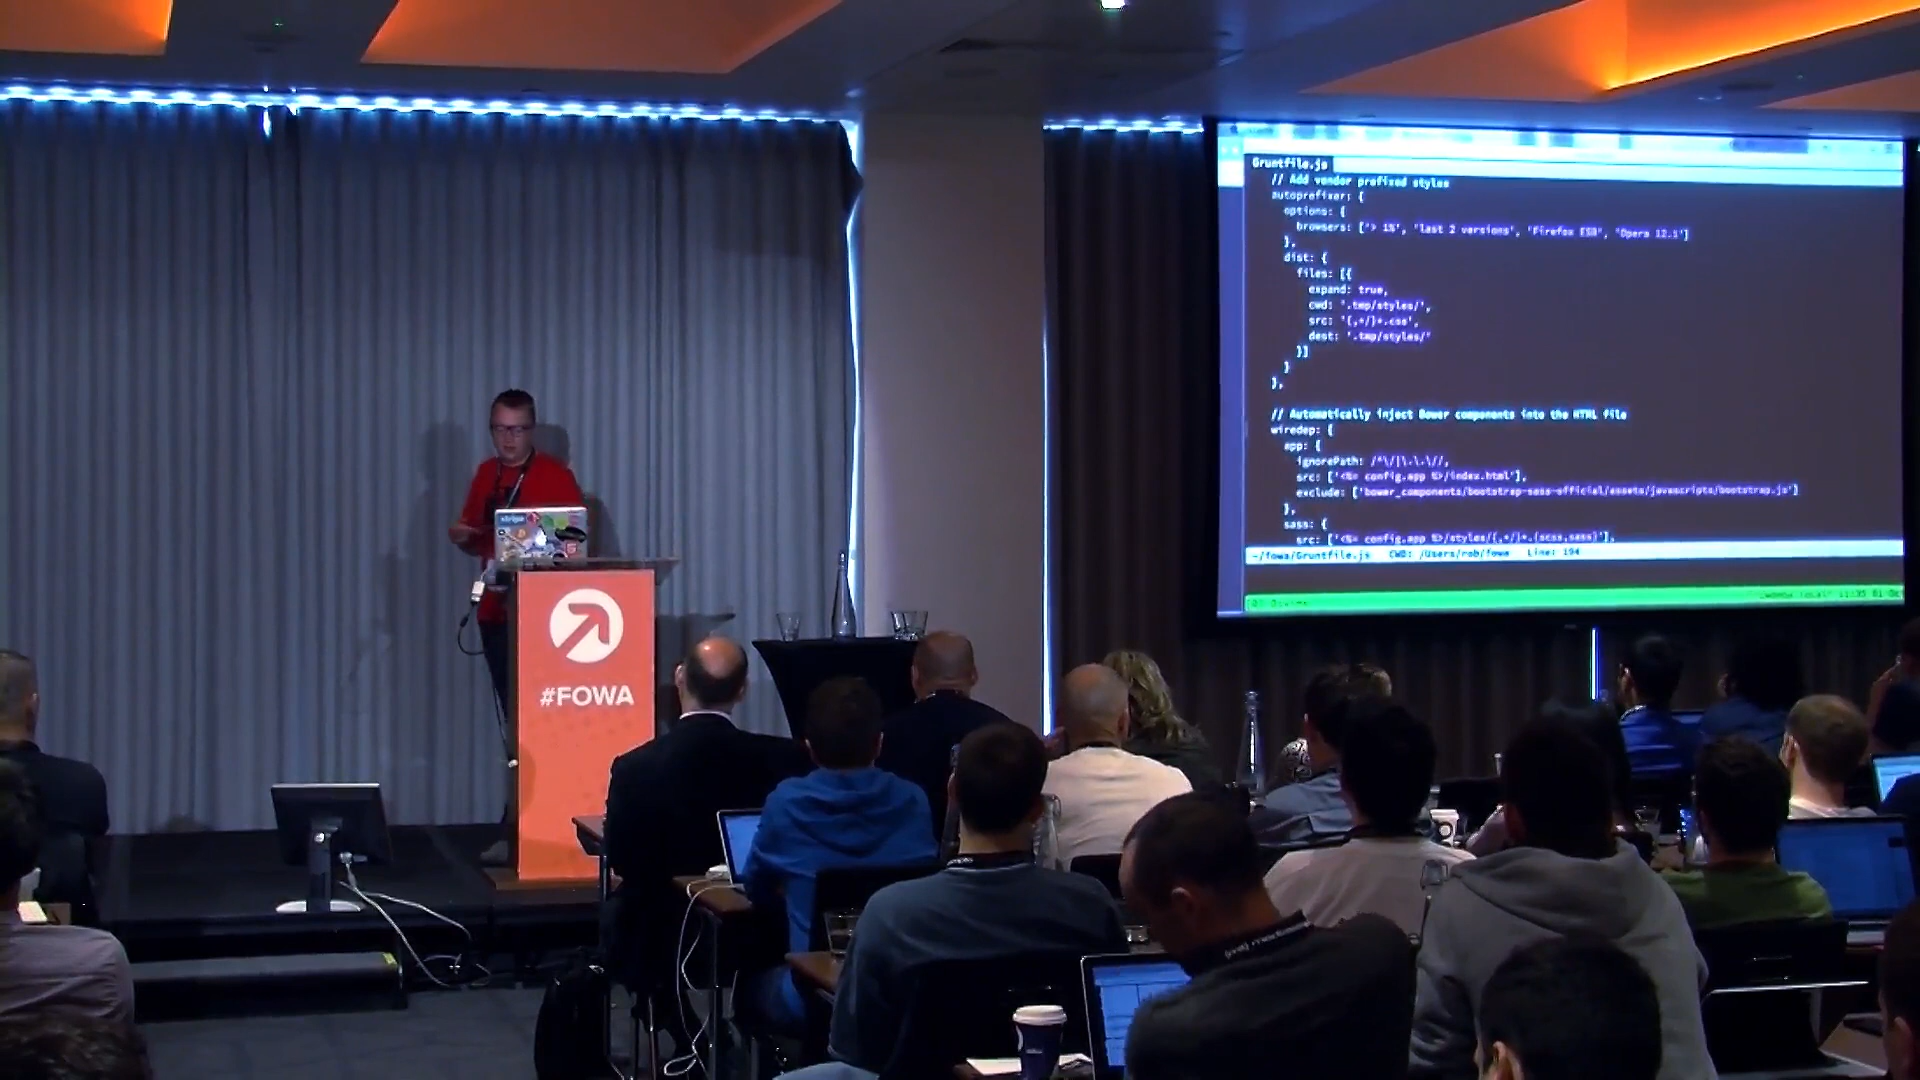 Gruntfile.js
// Add vendor prefixed styles
autoprefixer: {
options: {
browsers: ['> 1%', 'last 2 versions', 'Firefox ESR', 'Opera 12.1']
},
dist: {
files: [{
expand: true,
cwd: '.tmp/styles/',
src: '{,*/}*.css',
dest: '.tmp/styles/'
}]
}
},
// Automatically inject Bower components into the HTML file
wiredep: {
app: {
ignorePath: /^\/|\.\.\//,
src: ['<%= config.app %>/index.html'],
exclude: ['bower_components/bootstrap-sass-official/assets/javascripts/bootstrap.js']
},
sass: {
src: ['<%= config.app %>/styles/{,*/}*.{scss,sass}'],
~/fowa/Gruntfile.js CWD: /Users/rob/fowa Line: 194
stripe
#FOWA